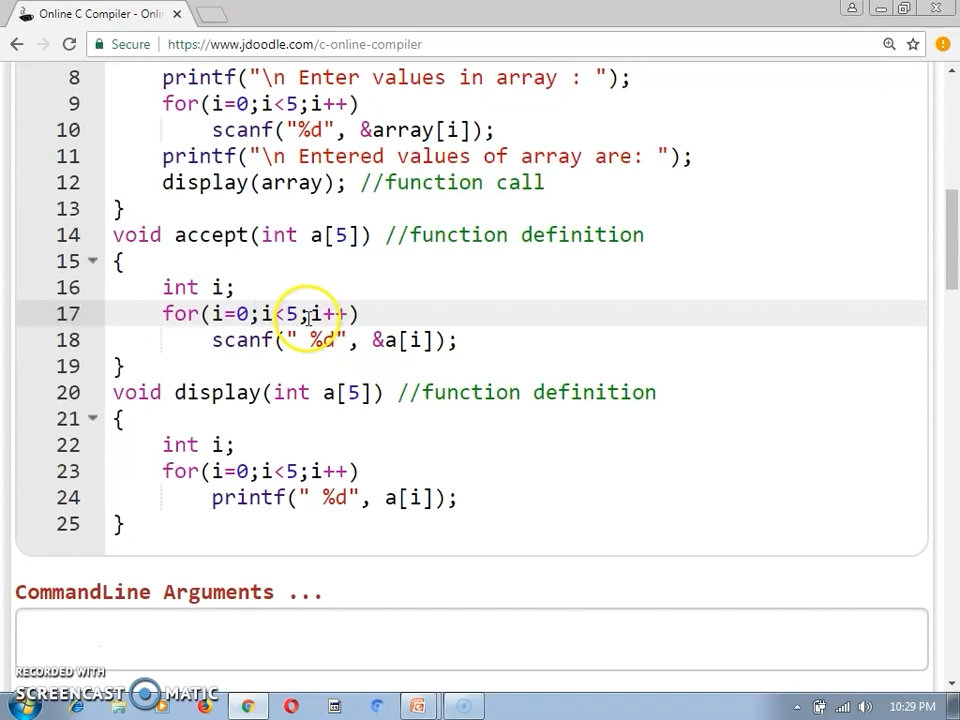 Online C Compiler - Onlin
Secure https://www.jdoodle.com/c-online-compiler
8 printf("\n Enter values in array : ");
9 for(i=0;i<5;i++)
10 scanf("%d", &array[i]);
11 printf("\n Entered values of array are: ");
12 display(array); //function call
13 }
14 void accept(int a[5]) //function definition
15 {
16 int i;
17 for(i=0;i<5;i++)
18 scanf(" %d", &a[i]);
19 }
20 void display(int a[5]) //function definition
21 {
22 int i;
23 for(i=0;i<5;i++)
24 printf(" %d", a[i]);
25 }
CommandLine Arguments ...
RECORDED WITH
SCREENCAST MATIC
10:29 PM